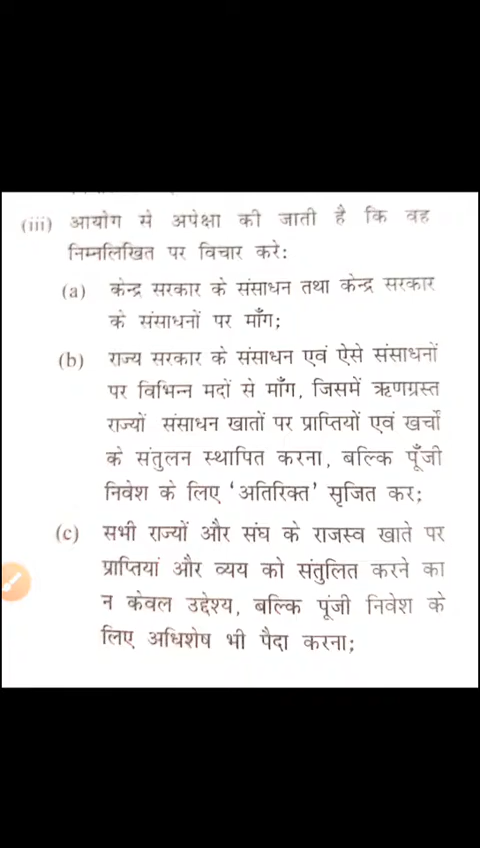 (iii) आयोग से अपेक्षा की जाती है कि वह
निम्नलिखित पर विचार करे:
(a) केन्द्र सरकार के संसाधन तथा केन्द्र सरकार
के संसाधनों पर माँग;
(b) राज्य सरकार के संसाधन एवं ऐसे संसाधनों
पर विभिन्न मदों से माँग, जिसमें ऋणग्रस्त
राज्यों संसाधन खातों पर प्राप्तियों एवं खर्चों
के संतुलन स्थापित करना, बल्कि पूँजी
निवेश के लिए ‘अतिरिक्त’ सृजित कर;
(c) सभी राज्यों और संघ के राजस्व खाते पर
प्राप्तियां और व्यय को संतुलित करने का
न केवल उद्देश्य, बल्कि पूंजी निवेश के
लिए अधिशेष भी पैदा करना;